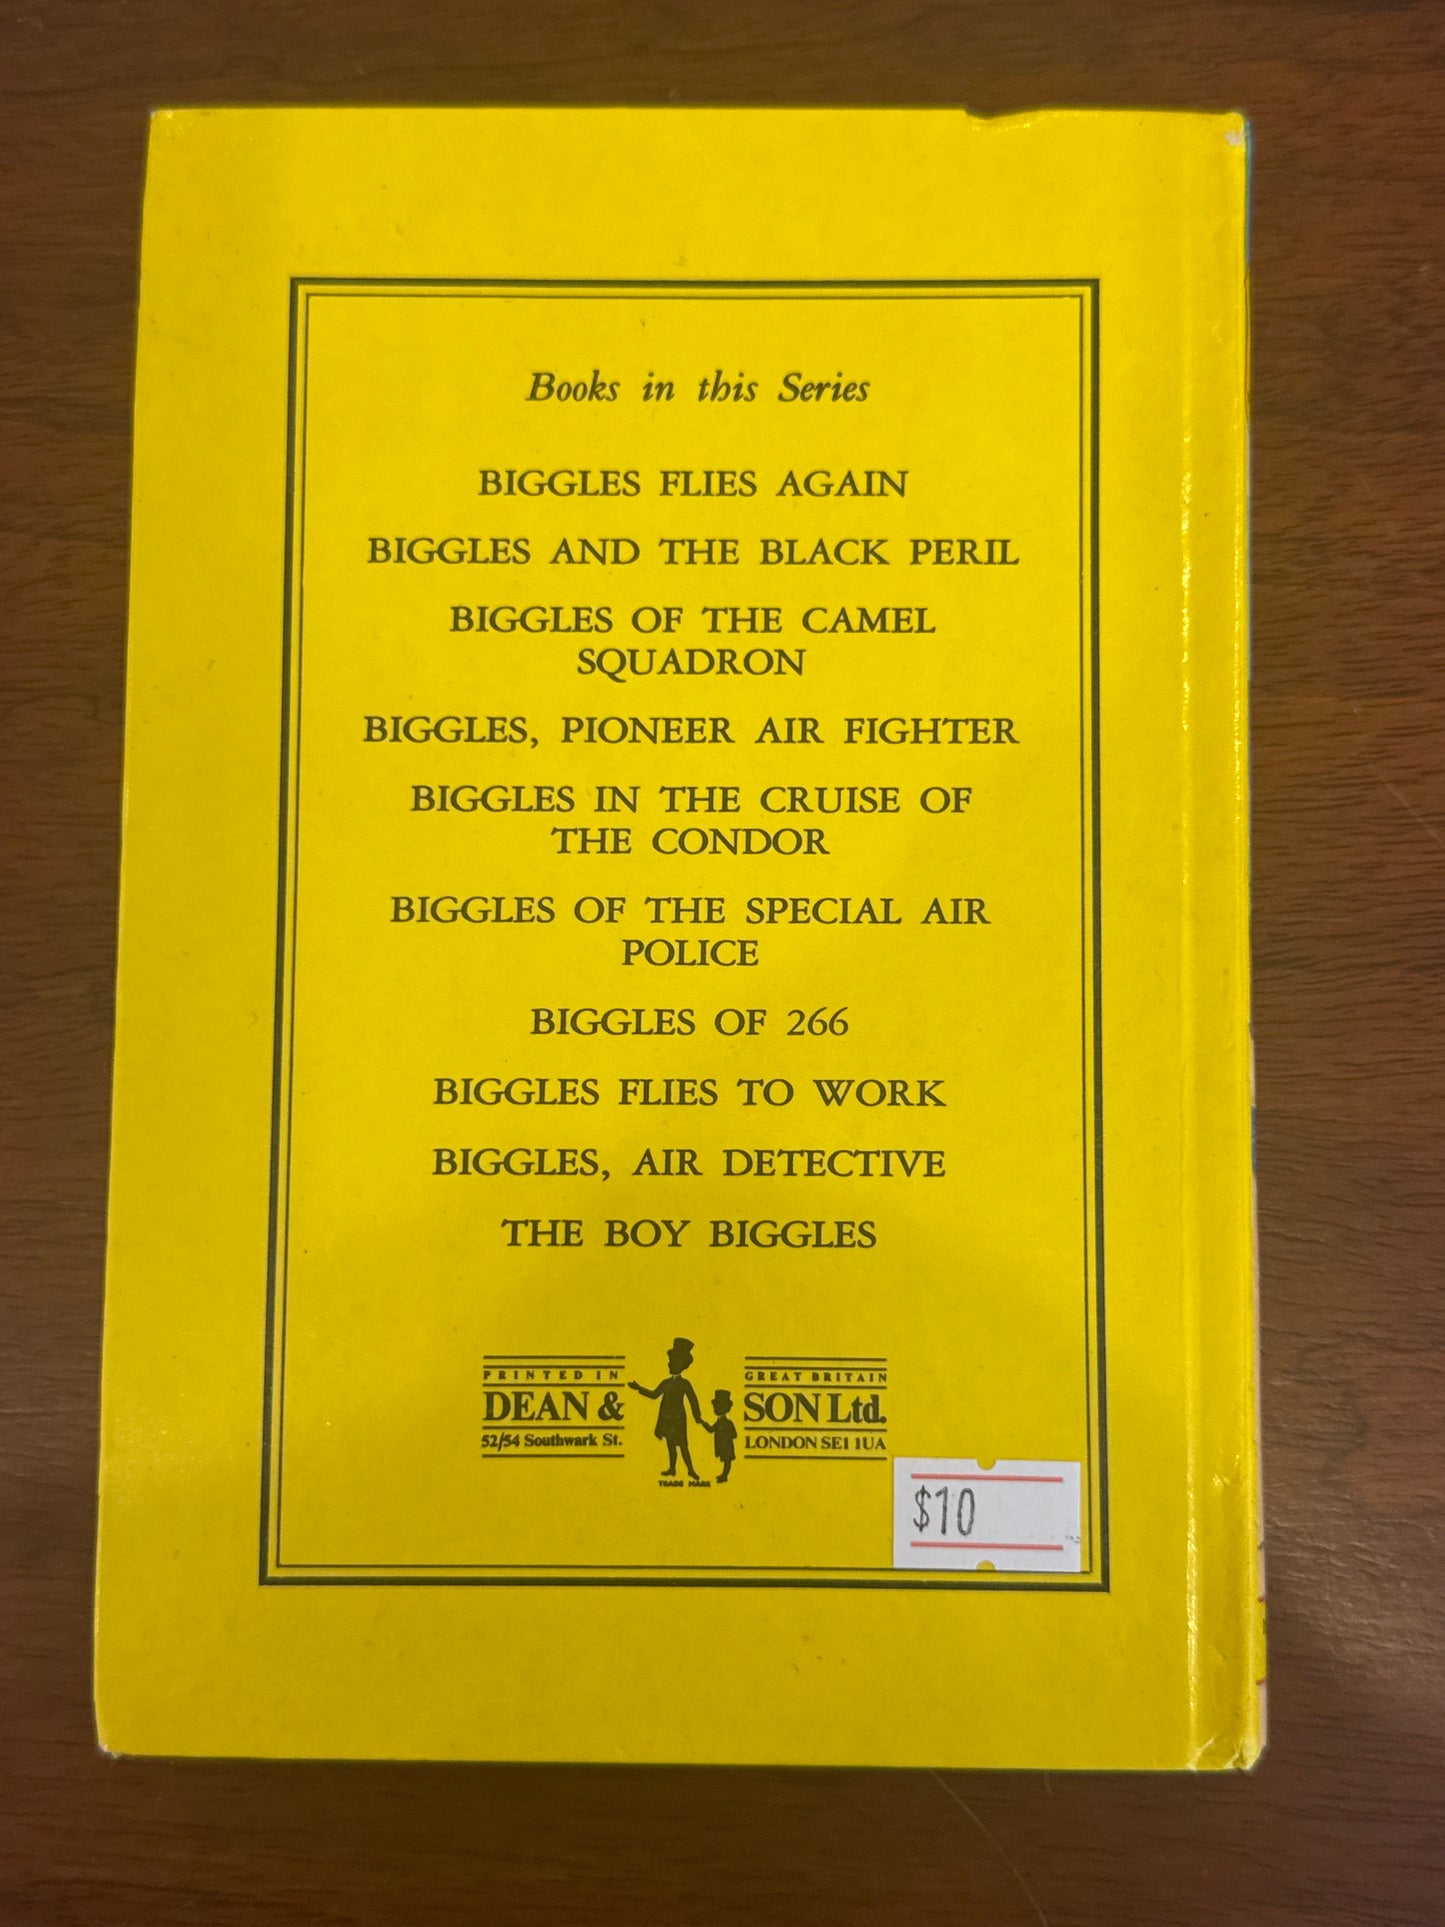 Books in this Series
BIGGLES FLIES AGAIN
BIGGLES AND THE BLACK PERIL
BIGGLES OF THE CAMEL
SQUADRON
BIGGLES, PIONEER AIR FIGHTER
BIGGLES IN THE CRUISE OF
THE CONDOR
BIGGLES OF THE SPECIAL AIR
POLICE
BIGGLES OF 266
BIGGLES FLIES TO WORK
BIGGLES, AIR DETECTIVE
THE BOY BIGGLES
PRINTED IN GREAT BRITAIN
DEAN & SON Ltd.
52/54 Southwark St. LONDON SE1 1UA
TRADE MARK
$10